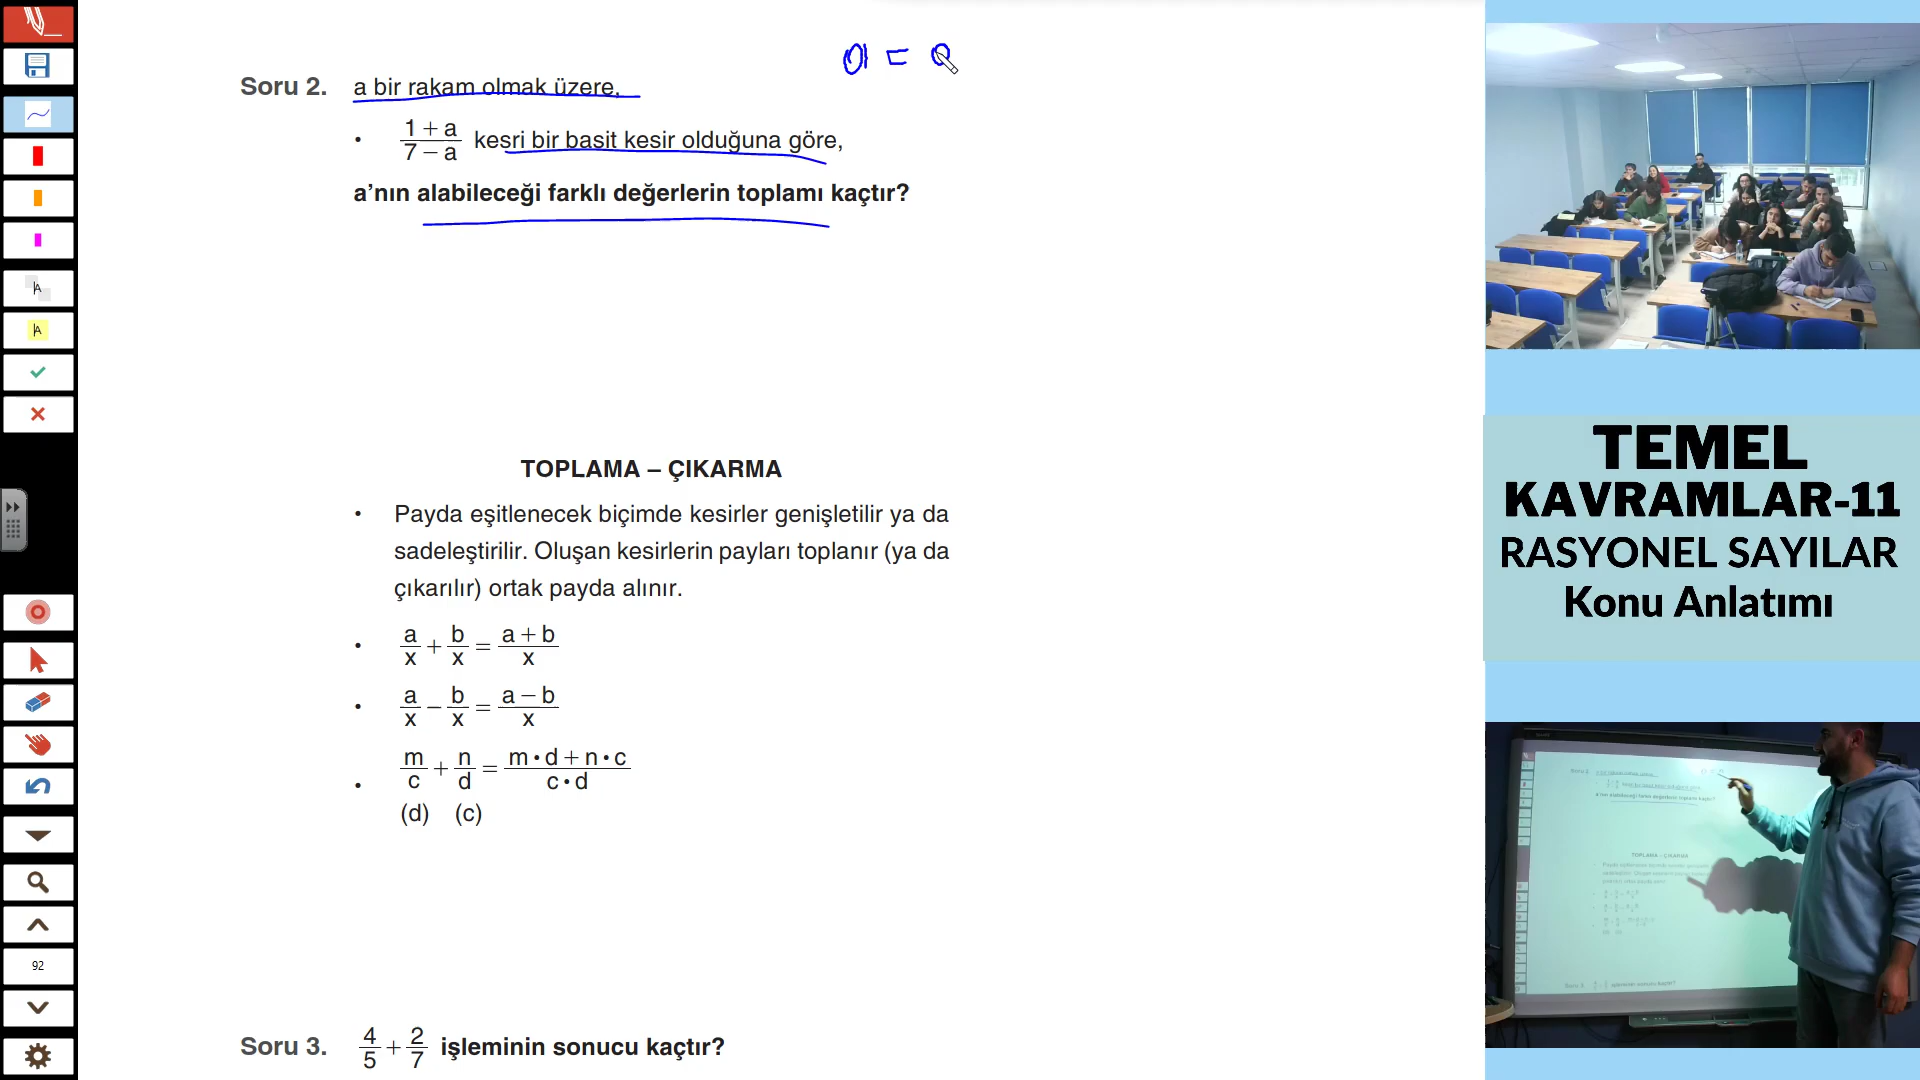 a = 0
Soru 2. a bir rakam olmak üzere,
• 1 + a / 7 − a kesri bir basit kesir olduğuna göre,
a’nın alabileceği farklı değerlerin toplamı kaçtır?
TOPLAMA – ÇIKARMA
• Payda eşitlenecek biçimde kesirler genişletilir ya da
sadeleştirilir. Oluşan kesirlerin payları toplanır (ya da
çıkarılır) ortak payda alınır.
• a/x + b/x = a + b / x
• a/x − b/x = a − b / x
• m/c + n/d = m • d + n • c / c • d
(d) (c)
Soru 3. 4/5 + 2/7 işleminin sonucu kaçtır?
92
TEMEL
KAVRAMLAR-11
RASYONEL SAYILAR
Konu Anlatımı